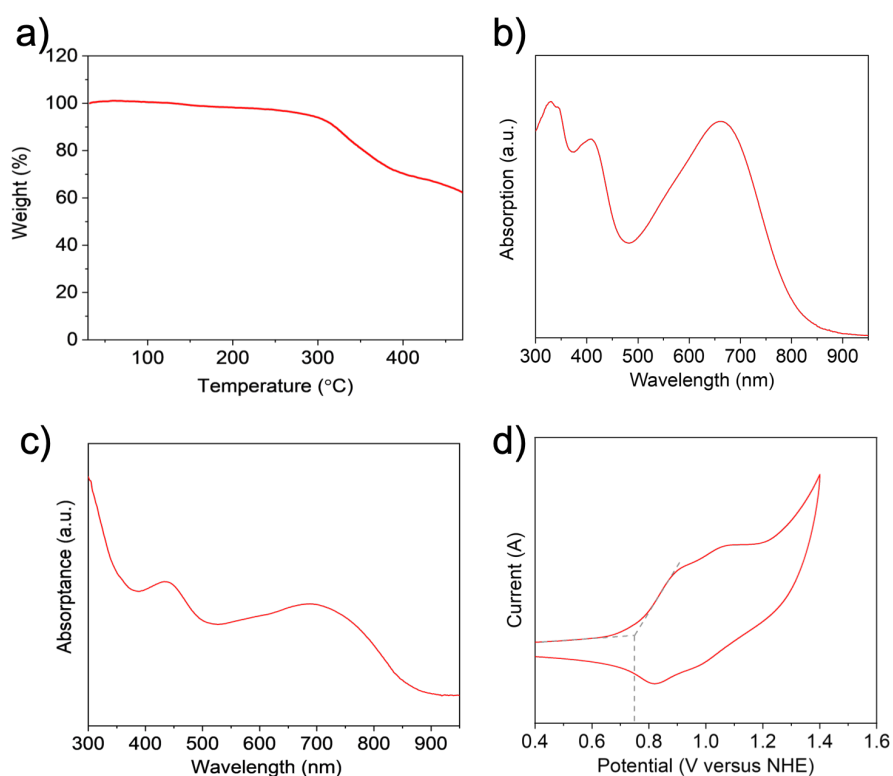 a)
120
100
80
60
40
20
0
Weight (%)
100 200 300 400
Temperature (°C)
b)
Absorption (a.u.)
300 400 500 600 700 800 900
Wavelength (nm)
c)
Absorptance (a.u.)
300 400 500 600 700 800 900
Wavelength (nm)
d)
Current (A)
0.4 0.6 0.8 1.0 1.2 1.4 1.6
Potential (V versus NHE)